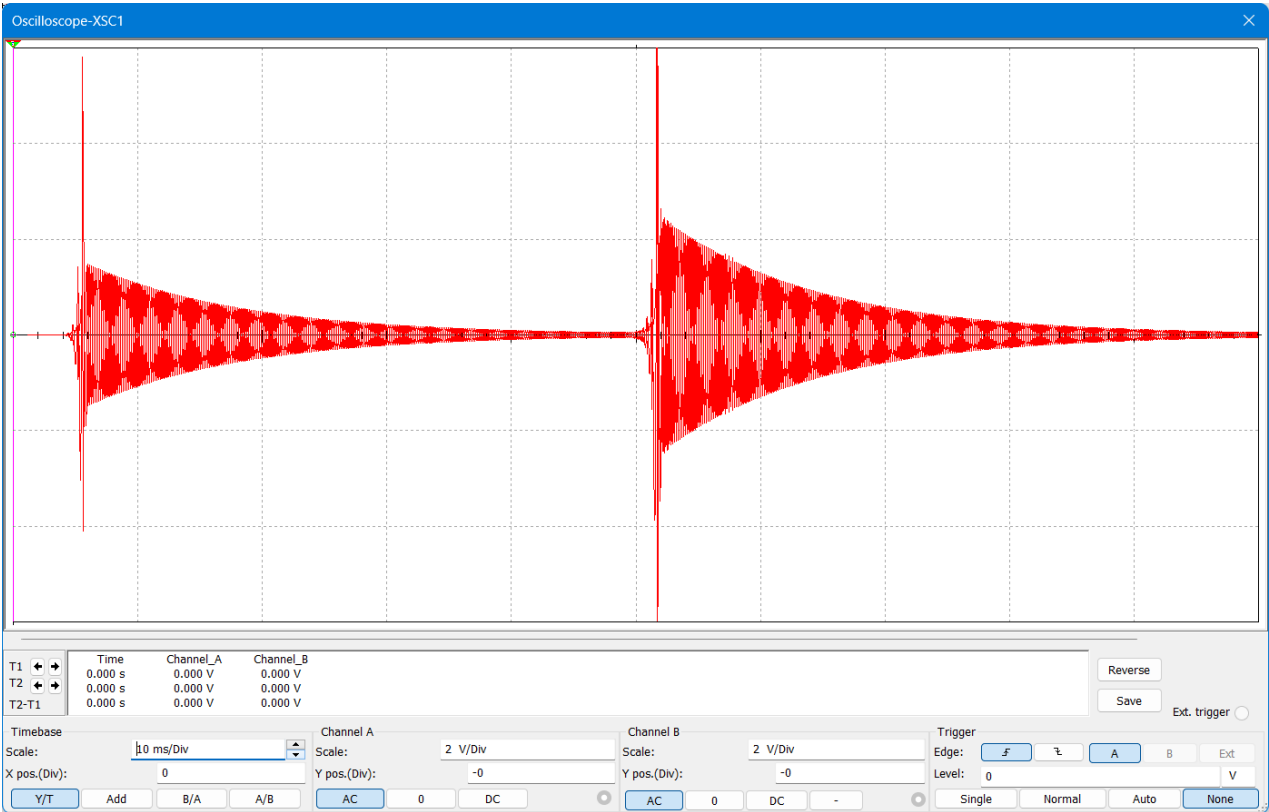 Oscilloscope-XSC1
Time Channel_A Channel_B
T1 0.000 s 0.000 V 0.000 V
T2 0.000 s 0.000 V 0.000 V
T2-T1 0.000 s 0.000 V 0.000 V
Reverse
Save
Ext. trigger
Timebase
Scale: 10 ms/Div
X pos.(Div): 0
Y/T Add B/A A/B
Channel A
Scale: 2 V/Div
Y pos.(Div): -0
AC 0 DC
Channel B
Scale: 2 V/Div
Y pos.(Div): -0
AC 0 DC -
Trigger
Edge: A B Ext
Level: 0 V
Single Normal Auto None